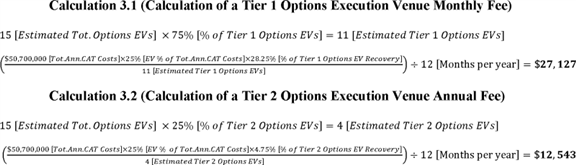 Calculation 3.1 (Calculation of a Tier 1 Options Execution Venue Monthly Fee)
15 [Estimated Tot. Options EVs] × 75% [% of Tier 1 Options EVs] = 11 [Estimated Tier 1 Options EVs]
($50,700,000 [Tot.Ann.CAT Costs]×25% [EV % of Tot.Ann.CAT Costs]×28.25% [% of Tier 1 EV Recovery] / 11 [Estimated Tier 1 Options EVs]) ÷ 12 [Months per year] = $27,127
Calculation 3.2 (Calculation of a Tier 2 Options Execution Venue Annual Fee)
15 [Estimated Tot. Options EVs] × 25% [% of Tier 2 Options EVs] = 4 [Estimated Tier 2 Options EVs]
($50,700,000 [Tot.Ann.CAT Costs]×25% [EV % of Tot.Ann.CAT Costs]×4.75% [% of Tier 2 EV Recovery] / 4 [Estimated Tier 2 Options EVs]) ÷ 12 [Months per year] = $12,543